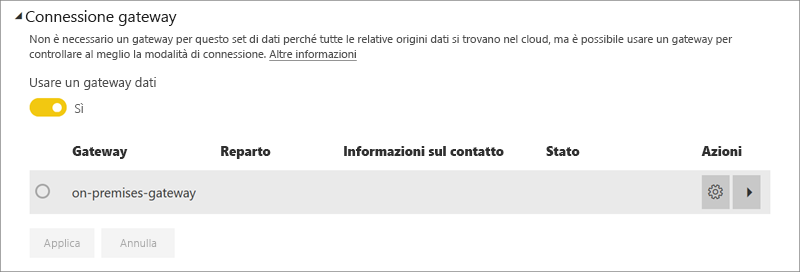 Connessione gateway
Non è necessario un gateway per questo set di dati perché tutte le relative origini dati si trovano nel cloud, ma è possibile usare un gateway per
controllare al meglio la modalità di connessione. Altre informazioni
Usare un gateway dati
Sì
Gateway Reparto Informazioni sul contatto Stato Azioni
on-premises-gateway
Applica Annulla